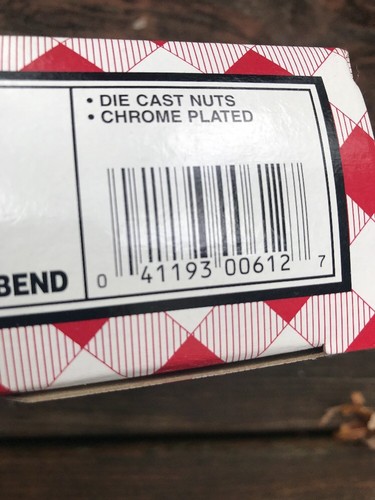 • DIE CAST NUTS
• CHROME PLATED
BEND
0 41193 00612 7